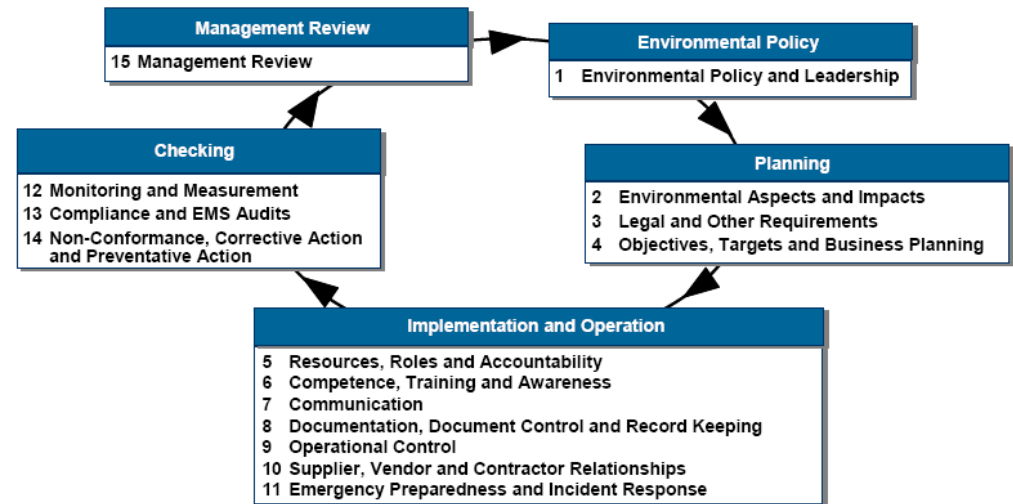 Management Review
15 Management Review
Environmental Policy
1 Environmental Policy and Leadership
Planning
2 Environmental Aspects and Impacts
3 Legal and Other Requirements
4 Objectives, Targets and Business Planning
Implementation and Operation
5 Resources, Roles and Accountability
6 Competence, Training and Awareness
7 Communication
8 Documentation, Document Control and Record Keeping
9 Operational Control
10 Supplier, Vendor and Contractor Relationships
11 Emergency Preparedness and Incident Response
Checking
12 Monitoring and Measurement
13 Compliance and EMS Audits
14 Non-Conformance, Corrective Action
and Preventative Action